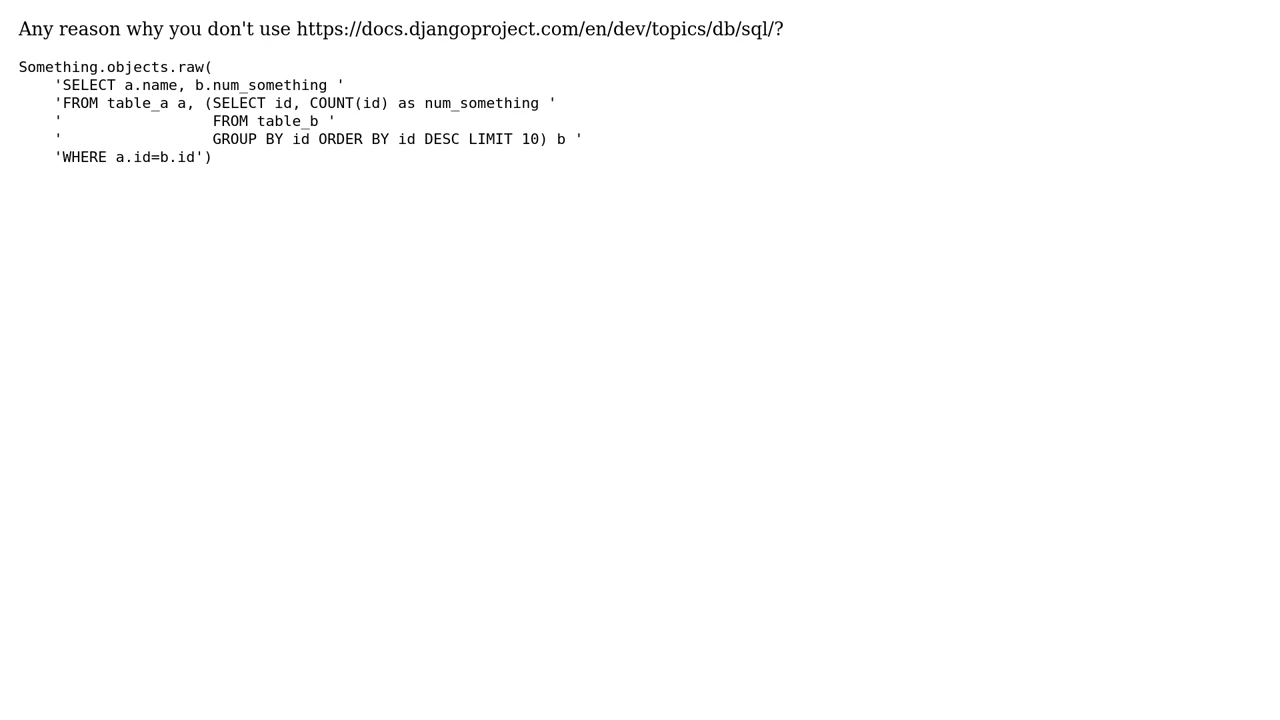 Any reason why you don't use https://docs.djangoproject.com/en/dev/topics/db/sql/?
Something.objects.raw(
    'SELECT a.name, b.num_something '
    'FROM table_a a, (SELECT id, COUNT(id) as num_something '
    '                 FROM table_b '
    '                 GROUP BY id ORDER BY id DESC LIMIT 10) b '
    'WHERE a.id=b.id')